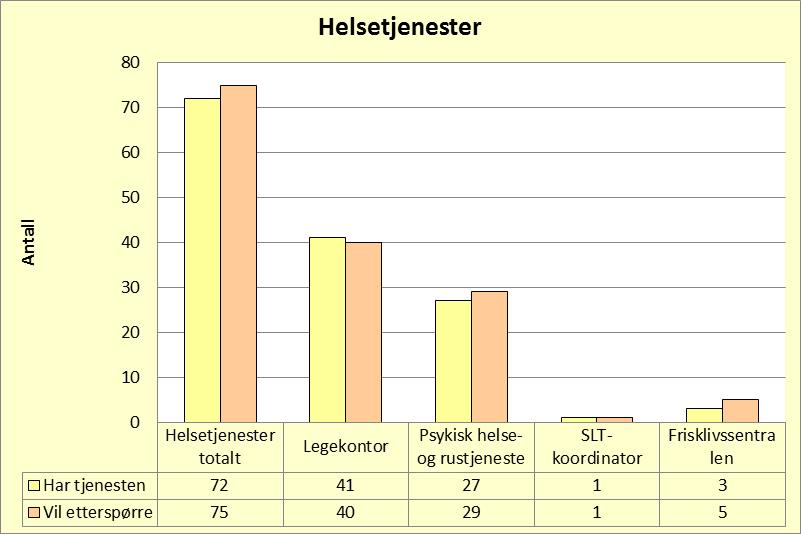 Helsetjenester
Antall
80
70
60
50
40
30
20
10
0
Helsetjenester
totalt
Legekontor
Psykisk helse-
og rustjeneste
SLT-
koordinator
Frisklivssentra
len
Har tjenesten 72 41 27 1 3
Vil etterspørre 75 40 29 1 5